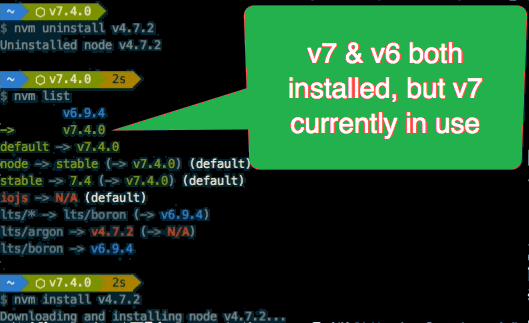 ~ ⬡ v7.4.0
$ nvm uninstall v4.7.2
Uninstalled node v4.7.2
~ ⬡ v7.4.0 2s
$ nvm list
v6.9.4
-> v7.4.0
default -> v7.4.0
node -> stable (-> v7.4.0) (default)
stable -> 7.4 (-> v7.4.0) (default)
iojs -> N/A (default)
lts/* -> lts/boron (-> v6.9.4)
lts/argon -> v4.7.2 (-> N/A)
lts/boron -> v6.9.4
~ ⬡ v7.4.0 2s
$ nvm install v4.7.2
Downloading and installing node v4.7.2...
v7 & v6 both
installed, but v7
currently in use